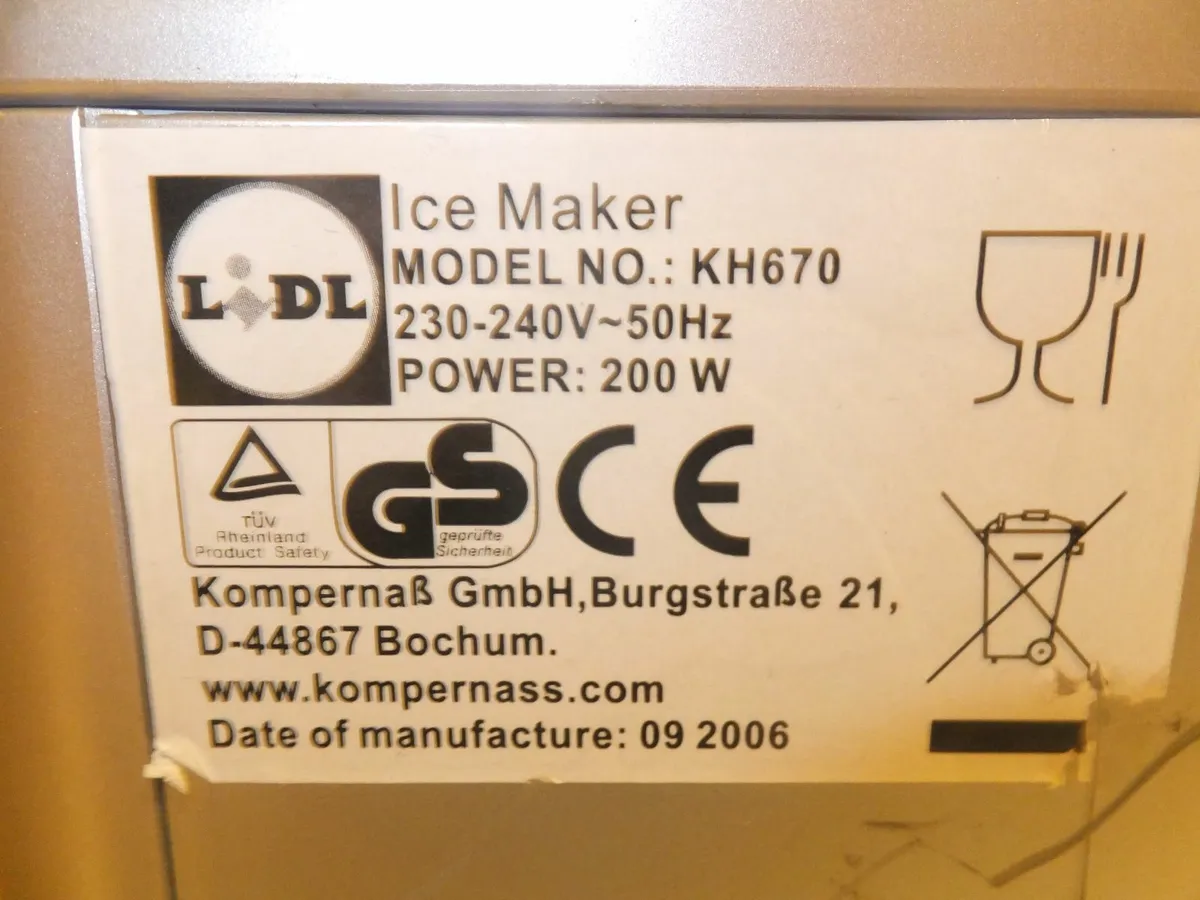 LiDL
Ice Maker
MODEL NO.: KH670
230-240V~50Hz
POWER: 200 W
TÜV
Rheinland
Product Safety
GS
geprüfte
Sicherheit
CE
Kompernaß GmbH,Burgstraße 21,
D-44867 Bochum.
www.kompernass.com
Date of manufacture: 09 2006